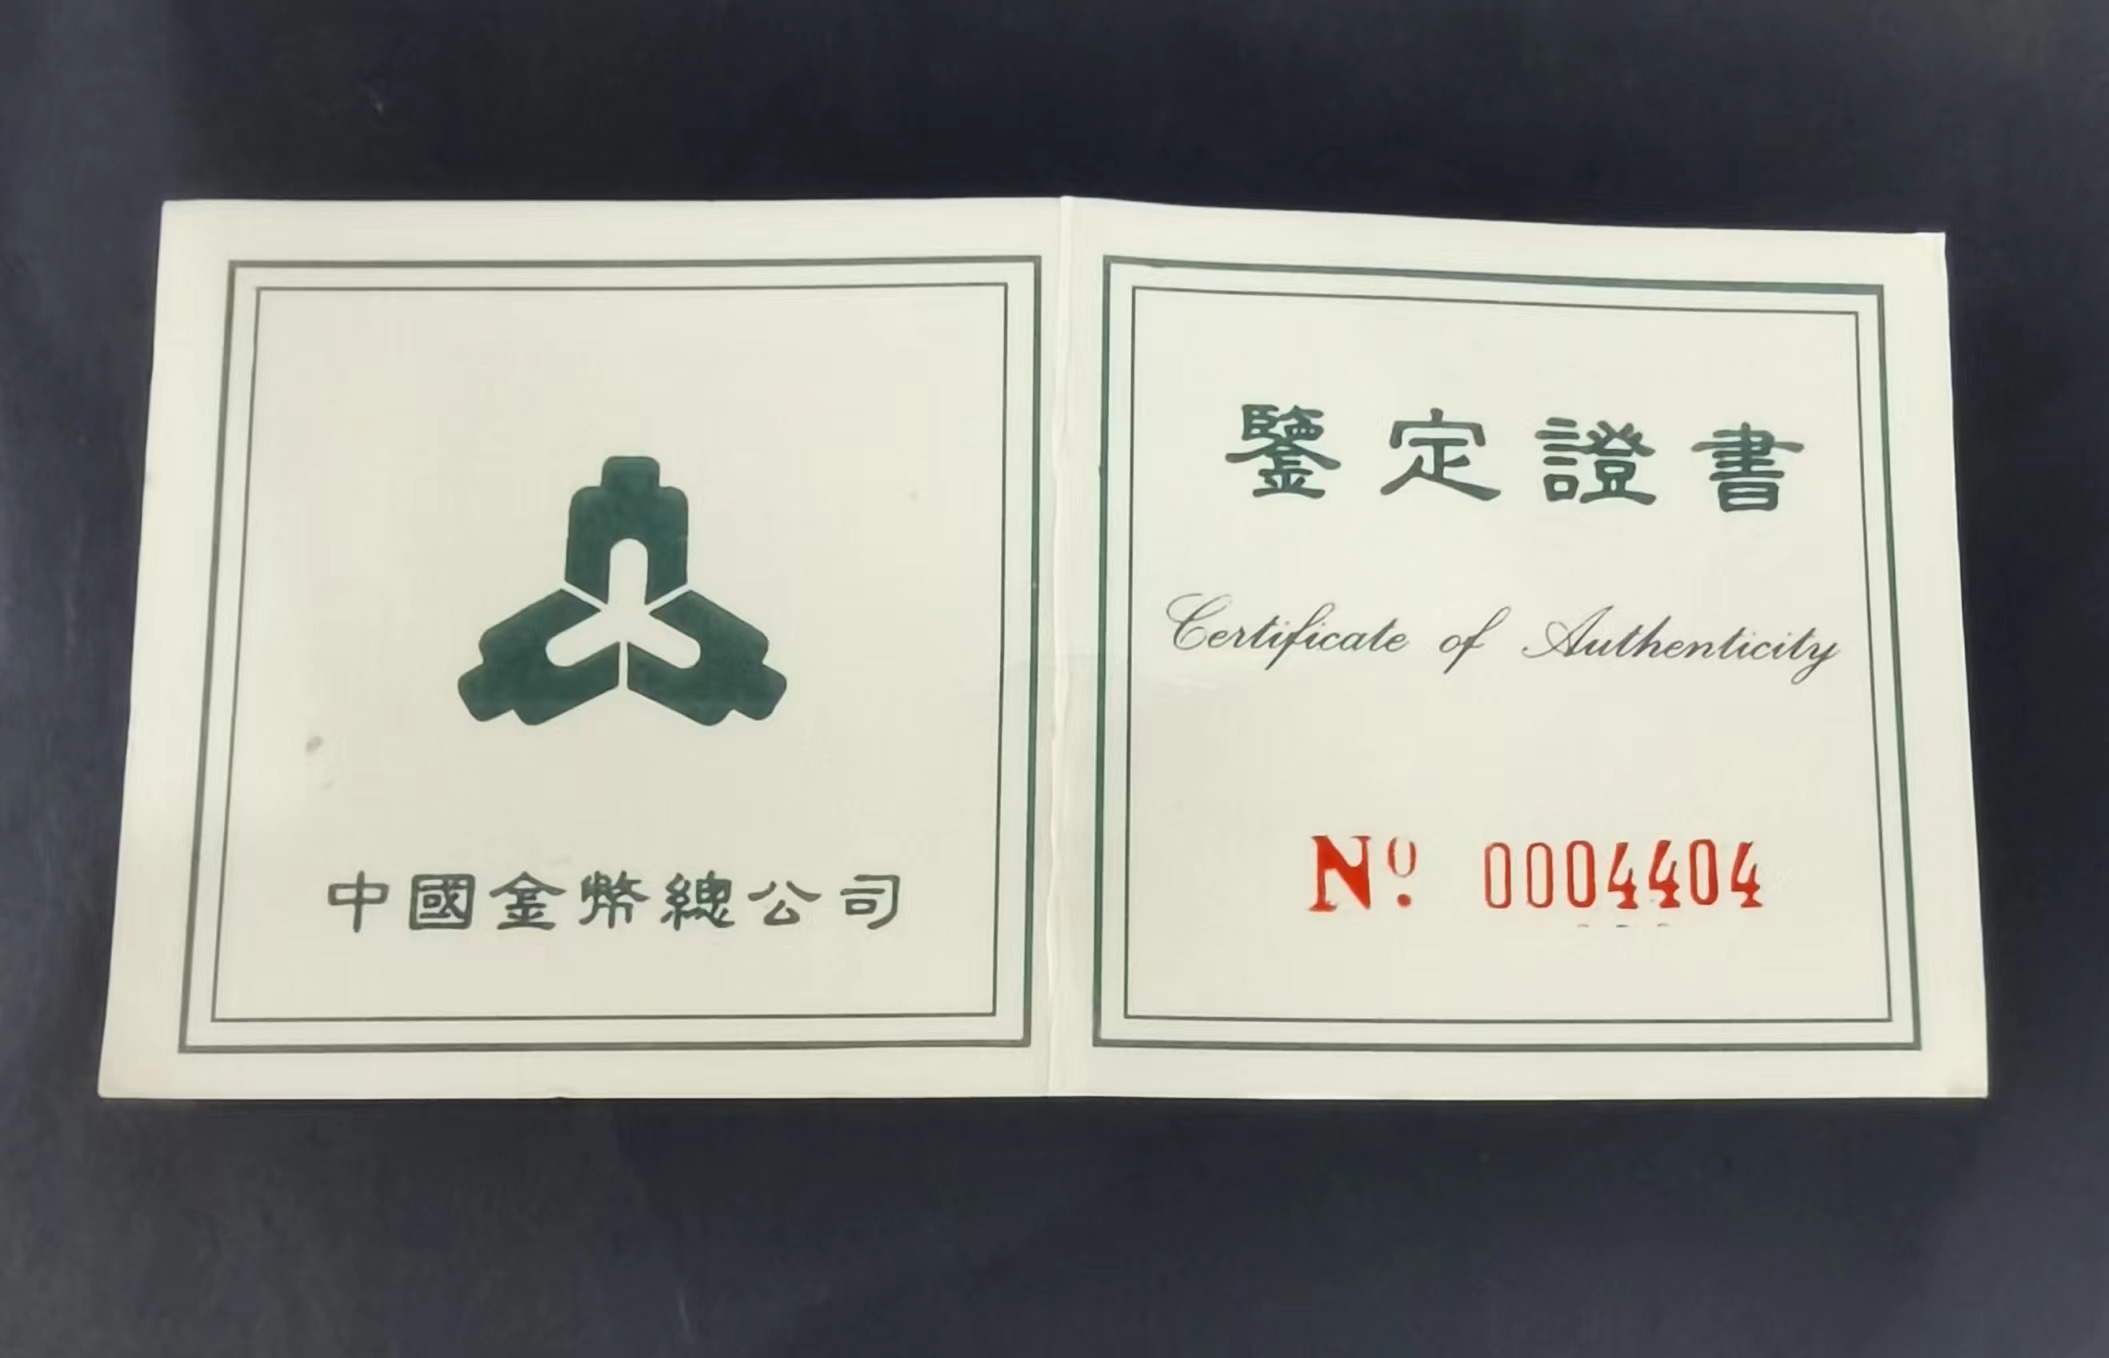 中國金幣總公司
鑒定證書
Certificate of Authenticity
Nº. 0004404